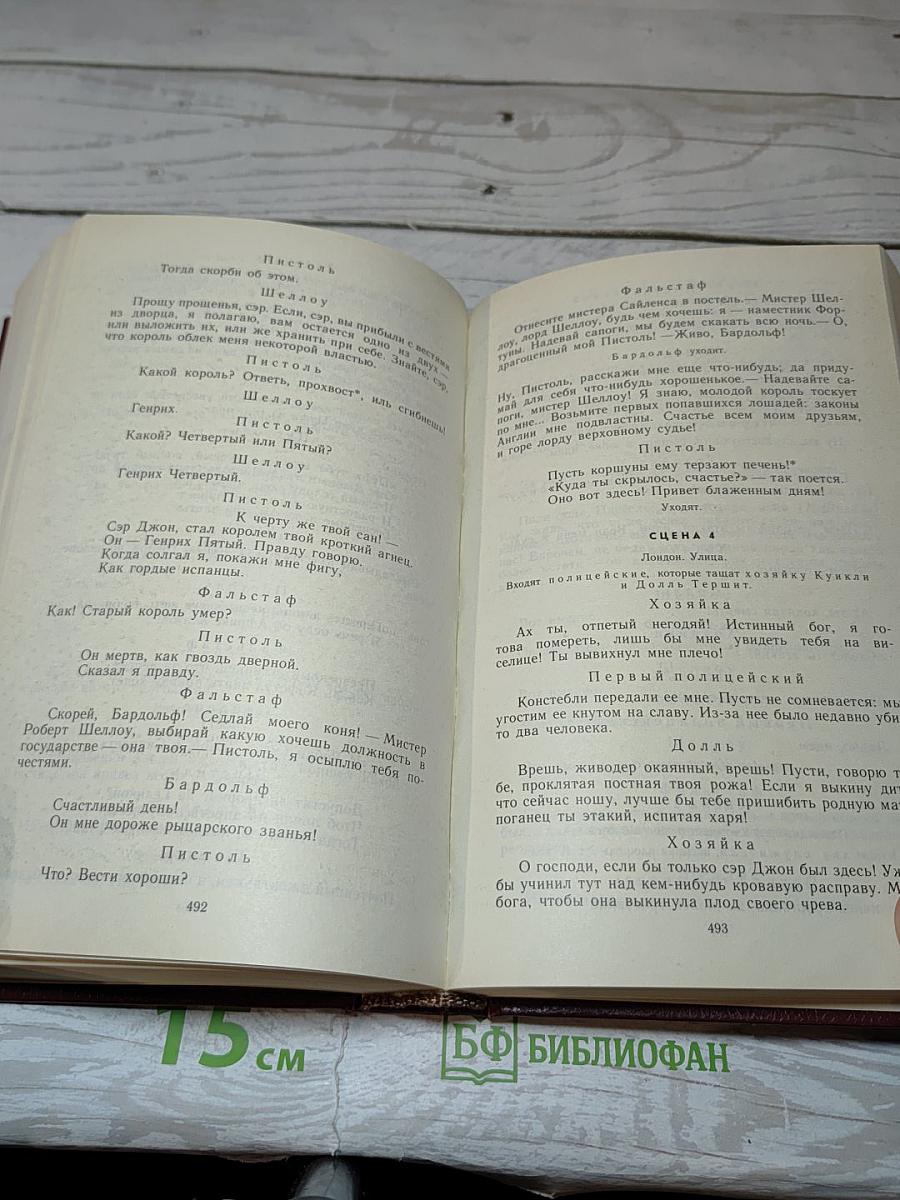 Пистоль
Тогда скорби об этом.
Шеллоу
Прощу прощенья, сэр. Если, сэр, вы прибыли с вестями
из дворца, я полагаю, вам остается одно из двух —
или выложить их, или же хранить при себе. Знайте, сэр,
что король облек меня некоторой властью.
Пистоль
Какой король? Ответь, прохвост*, иль сгибнешь!
Шеллоу
Генрих.
Пистоль
Какой? Четвертый или Пятый?
Шеллоу
Генрих Четвертый.
Пистоль
К черту же твой сан! —
Сэр Джон, стал королем твой кроткий агнец.
Он — Генрих Пятый. Правду говорю.
Когда солгал я, покажи мне фигу,
Как гордые испанцы.
Фальстаф
Как! Старый король умер?
Пистоль
Он мертв, как гвоздь дверной.
Сказал я правду.
Фальстаф
Скорей, Бардольф! Седлай моего коня! — Мистер
Роберт Шеллоу, выбирай какую хочешь должность в
государстве — она твоя.— Пистоль, я осыплю тебя по-
честями.
Бардольф
Счастливый день!
Он мне дороже рыцарского званья!
Пистоль
Что? Вести хороши?
492
Фальстаф
Отнесите мистера Сайленса в постель.— Мистер Шел-
лоу, лорд Шеллоу, будь чем хочешь: я — наместник Фор-
туны. Надевай сапоги, мы будем скакать всю ночь.— О,
драгоценный мой Пистоль! —Живо, Бардольф!
Бардольф уходит.
Ну, Пистоль, расскажи мне еще что-нибудь; да приду-
май для себя что-нибудь хорошенькое.— Надевайте са-
поги, мистер Шеллоу! Я знаю, молодой король тоскует
по мне... Возьмите первых попавшихся лошадей: законы
Англии мне подвластны. Счастье всем моим друзьям,
и горе лорду верховному судье!
Пистоль
Пусть коршуны ему терзают печень!*
«Куда ты скрылось, счастье?» — так поется.
Оно вот здесь! Привет блаженным дням!
Уходят.
СЦЕНА 4
Лондон. Улица.
Входят полицейские, которые тащат хозяйку Куикли
и Долль Тершит.
Хозяйка
Ах ты, отпетый негодяй! Истинный бог, я го-
това помереть, лишь бы мне увидеть тебя на ви-
селице! Ты вывихнул мне плечо!
Первый полицейский
Констебли передали ее мне. Пусть не сомневается: мы
угостим ее кнутом на славу. Из-за нее было недавно уби
то два человека.
Долль
Врешь, живодер окаянный, врешь! Пусти, говорю т
бе, проклятая постная твоя рожа! Если я выкину дит
что сейчас ношу, лучше бы тебе пришибить родную ма
поганец ты этакий, испитая харя!
Хозяйка
О господи, если бы только сэр Джон был здесь! Уж
бы учинил тут над кем-нибудь кровавую расправу. М
бога, чтобы она выкинула плод своего чрева.
493
15 см
БФ БИБЛИОФАН